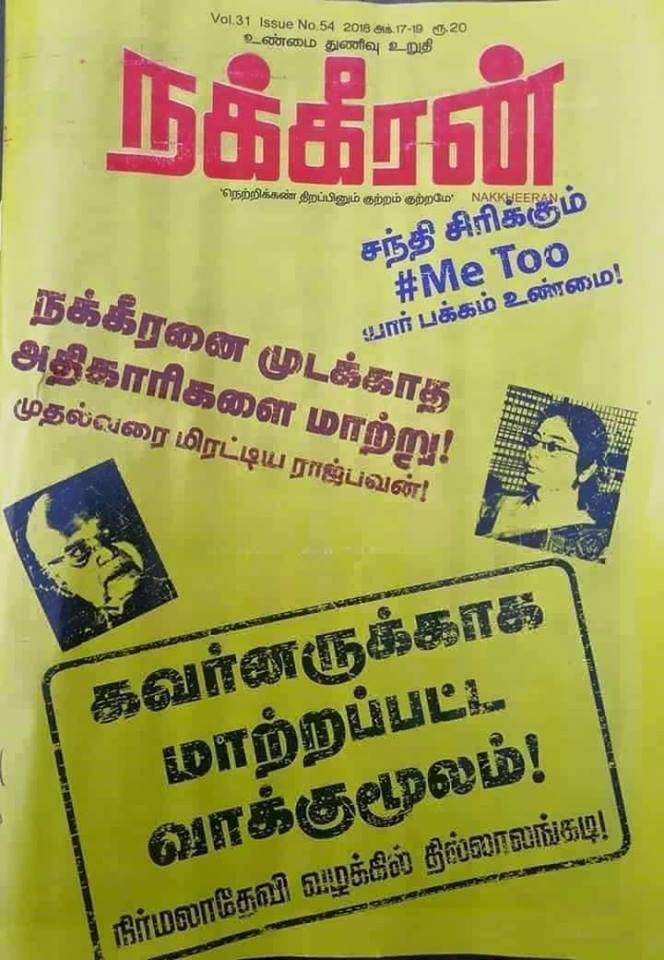 Vol.31 Issue No.54 2018 அக்.17-19 ரூ.20
உண்மை துணிவு உறுதி
நக்கீரன்
'நெற்றிக்கண் திறப்பினும் குற்றம் குற்றமே' NAKKHEERAN
சந்தி சிரிக்கும்
#Me Too
யார் பக்கம் உண்மை!
நக்கீரனை முடக்காத
அதிகாரிகளை மாற்று!
முதல்வரை மிரட்டிய ராஜ்பவன்!
கவர்னருக்காக
மாற்றப்பட்ட
வாக்குமூலம்!
நிர்மலாதேவி வழக்கில் தில்லாலங்கடி!